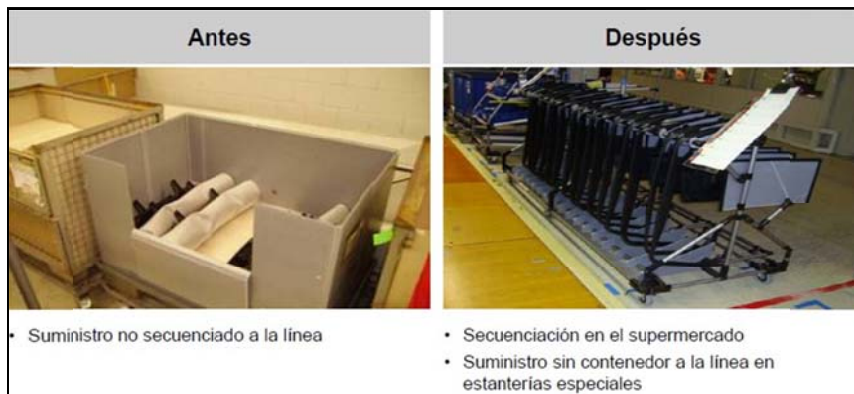 Antes
Después
• Suministro no secuenciado a la línea
• Secuenciación en el supermercado
• Suministro sin contenedor a la línea en
estanterías especiales